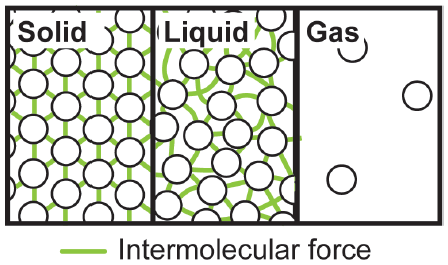 Solid
Liquid
Gas
Intermolecular force